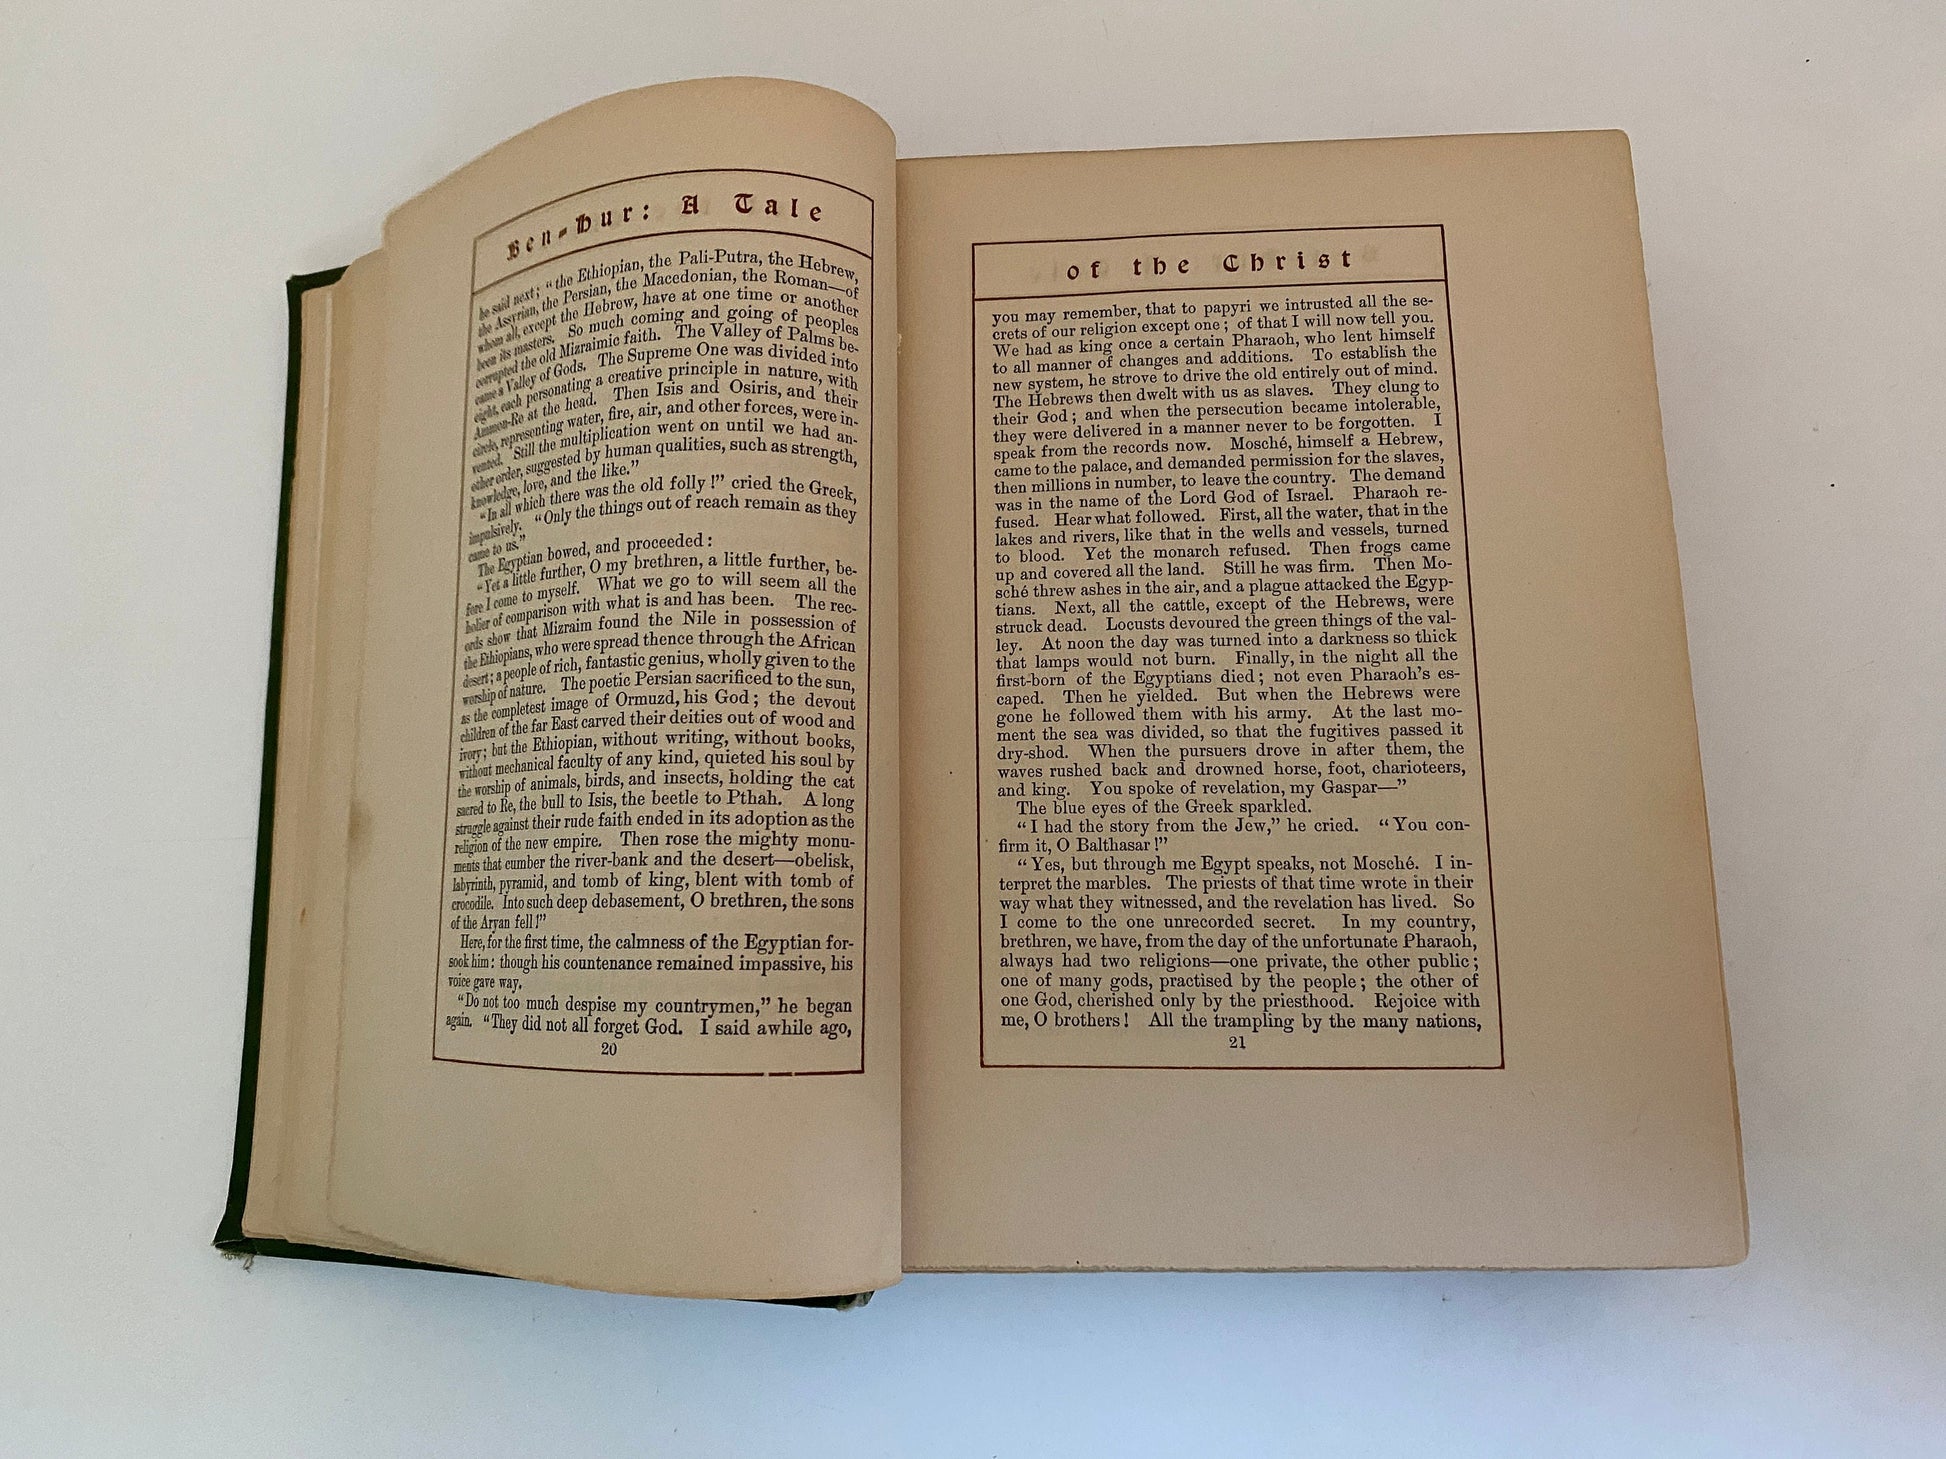 Ben-Hur: A Tale
he said next; "the Ethiopian, the Pali-Putra, the Hebrew,
the Assyrian, the Persian, the Macedonian, the Roman—of
whom all, except the Hebrew, have at one time or another
been its masters. So much coming and going of peoples
corrupted the old Mizraimic faith. The Valley of Palms be-
came a Valley of Gods. The Supreme One was divided into
eight, each personating a creative principle in nature, with
Ammon-Re at the head. Then Isis and Osiris, and their
circle, representing water, fire, air, and other forces, were in-
vented. Still the multiplication went on until we had an-
other order, suggested by human qualities, such as strength,
knowledge, love, and the like."
"In all which there was the old folly!" cried the Greek,
impulsively. "Only the things out of reach remain as they
came to us."
The Egyptian bowed, and proceeded:
"Yet a little further, O my brethren, a little further, be-
fore I come to myself. What we go to will seem all the
holier of comparison with what is and has been. The rec-
ords show that Mizraim found the Nile in possession of
the Ethiopians, who were spread thence through the African
desert; a people of rich, fantastic genius, wholly given to the
worship of nature. The poetic Persian sacrificed to the sun,
as the completest image of Ormuzd, his God; the devout
children of the far East carved their deities out of wood and
ivory; but the Ethiopian, without writing, without books,
without mechanical faculty of any kind, quieted his soul by
the worship of animals, birds, and insects, holding the cat
sacred to Re, the bull to Isis, the beetle to Pthah. A long
struggle against their rude faith ended in its adoption as the
religion of the new empire. Then rose the mighty monu-
ments that cumber the river-bank and the desert—obelisk,
labyrinth, pyramid, and tomb of king, blent with tomb of
crocodile. Into such deep debasement, O brethren, the sons
of the Aryan fell!"
Here, for the first time, the calmness of the Egyptian for-
sook him: though his countenance remained impassive, his
voice gave way.
"Do not too much despise my countrymen," he began
again. "They did not all forget God. I said awhile ago,
20
of the Christ
you may remember, that to papyri we intrusted all the se-
crets of our religion except one; of that I will now tell you.
We had as king once a certain Pharaoh, who lent himself
to all manner of changes and additions. To establish the
new system, he strove to drive the old entirely out of mind.
The Hebrews then dwelt with us as slaves. They clung to
their God; and when the persecution became intolerable,
they were delivered in a manner never to be forgotten. I
speak from the records now. Mosché, himself a Hebrew,
came to the palace, and demanded permission for the slaves,
then millions in number, to leave the country. The demand
was in the name of the Lord God of Israel. Pharaoh re-
fused. Hear what followed. First, all the water, that in the
lakes and rivers, like that in the wells and vessels, turned
to blood. Yet the monarch refused. Then frogs came
up and covered all the land. Still he was firm. Then Mo-
sché threw ashes in the air, and a plague attacked the Egyp-
tians. Next, all the cattle, except of the Hebrews, were
struck dead. Locusts devoured the green things of the val-
ley. At noon the day was turned into a darkness so thick
that lamps would not burn. Finally, in the night all the
first-born of the Egyptians died; not even Pharaoh's es-
caped. Then he yielded. But when the Hebrews were
gone he followed them with his army. At the last mo-
ment the sea was divided, so that the fugitives passed it
dry-shod. When the pursuers drove in after them, the
waves rushed back and drowned horse, foot, charioteers,
and king. You spoke of revelation, my Gaspar—"
The blue eyes of the Greek sparkled.
"I had the story from the Jew," he cried. "You con-
firm it, O Balthasar!"
"Yes, but through me Egypt speaks, not Mosché. I in-
terpret the marbles. The priests of that time wrote in their
way what they witnessed, and the revelation has lived. So
I come to the one unrecorded secret. In my country,
brethren, we have, from the day of the unfortunate Pharaoh,
always had two religions—one private, the other public;
one of many gods, practised by the people; the other of
one God, cherished only by the priesthood. Rejoice with
me, O brothers! All the trampling by the many nations,
21